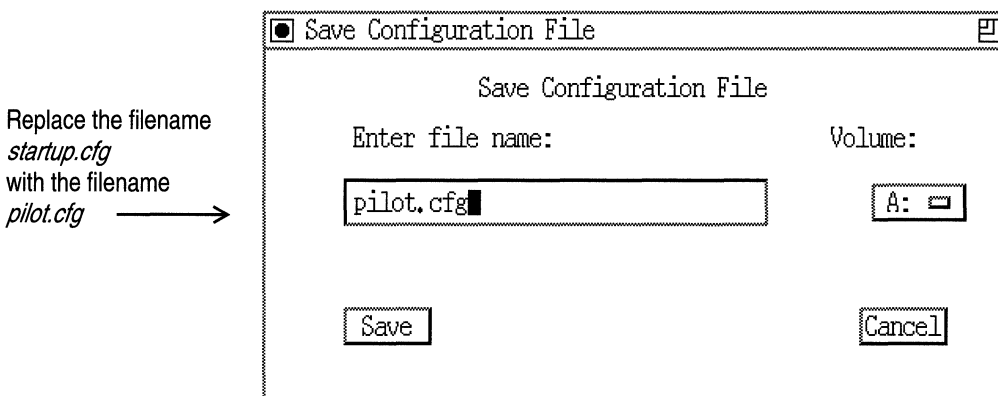 Save Configuration File
Save Configuration File
Replace the filename
startup.cfg
with the filename
pilot.cfg
Enter file name:
Volume:
pilot.cfg
A:
Save
Cancel